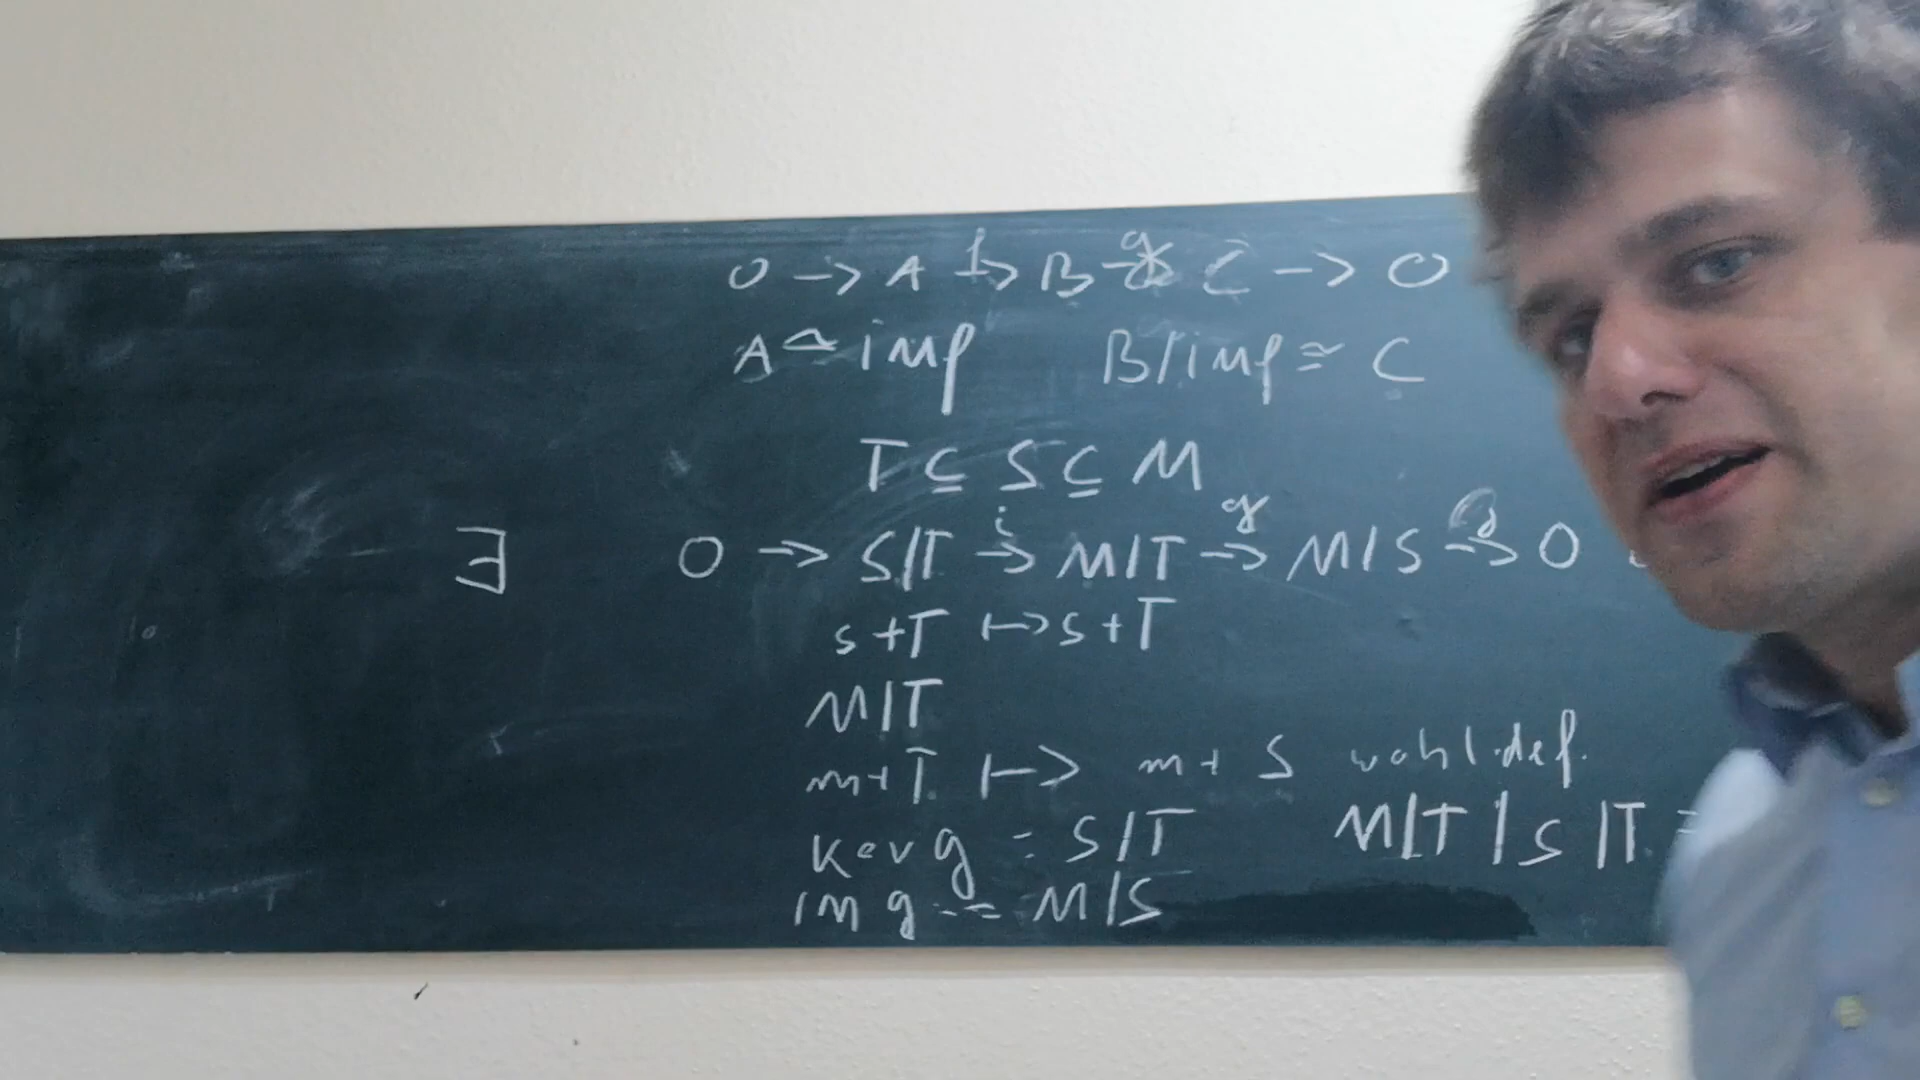 0 → A →f B →g C → 0
A ≃ im f B/im f ≃ C
T ⊆ S ⊆ M
∃ 0 → S/T →i M/T →g M/S → 0
s+T ↦ s+T
M/T
m+T ↦ m+S wohldef.
Ker g = S/T M/T / S/T =
im g = M/S